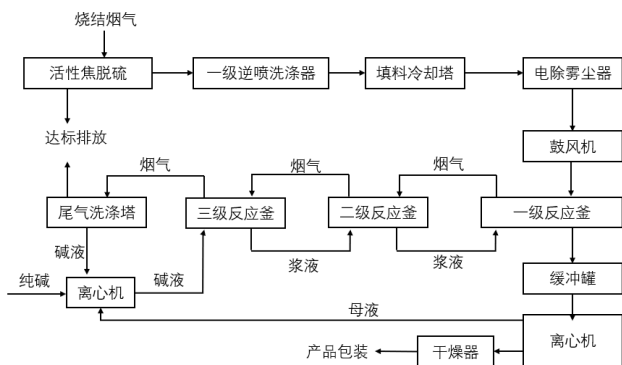 烧结烟气
活性焦脱硫
一级逆喷洗涤器
填料冷却塔
电除雾尘器
达标排放
鼓风机
烟气
烟气
烟气
尾气洗涤塔
三级反应釜
二级反应釜
一级反应釜
碱液
浆液
浆液
纯碱
离心机
碱液
缓冲罐
母液
离心机
产品包装
干燥器